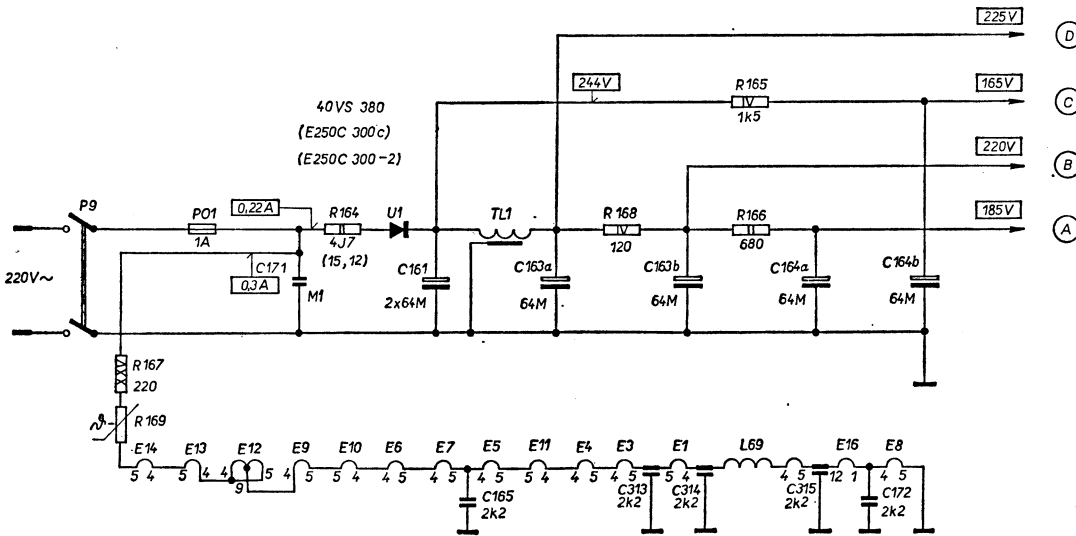 225V
D
244V
R165
1k5
165V
C
40VS 380
(E250C 300c)
(E250C 300-2)
220V
B
P9
PO1
1A
0,22A
R164
4J7
(15,12)
U1
TL1
R168
120
R166
680
185V
A
220V~
C171
0,3A
M1
C161
2x64M
C163a
64M
C163b
64M
C164a
64M
C164b
64M
R167
220
R169
E14 E13 E12 E9 E10 E6 E7 E5 E11 E4 E3 E1 L69 E16 E8
5 4 5 4 4 5 4 5 5 4 4 5 4 5 4 5 5 4 4 5 5 4 5 4 4 5 12 1 4 5
9
C165
2k2
C313
2k2
C314
2k2
C315
2k2
C172
2k2